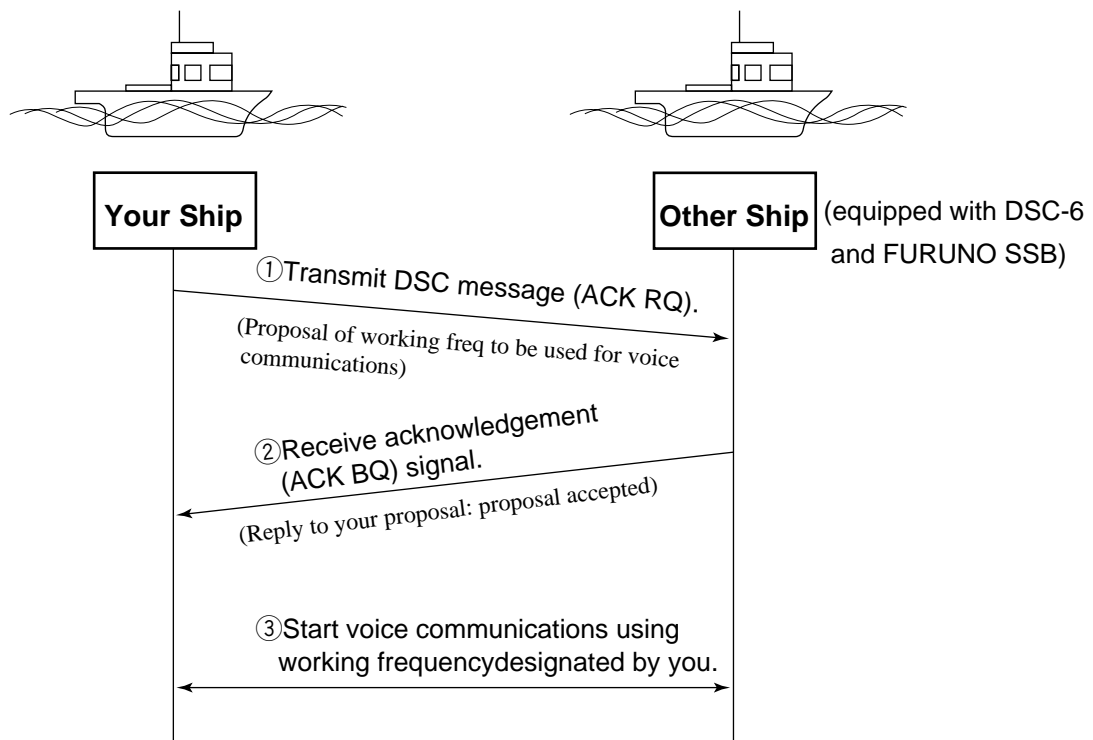 Your Ship
Other Ship
(equipped with DSC-6
and FURUNO SSB)
①Transmit DSC message (ACK RQ).
(Proposal of working freq to be used for voice
communications)
②Receive acknowledgement
(ACK BQ) signal.
(Reply to your proposal: proposal accepted)
③Start voice communications using
working frequencydesignated by you.